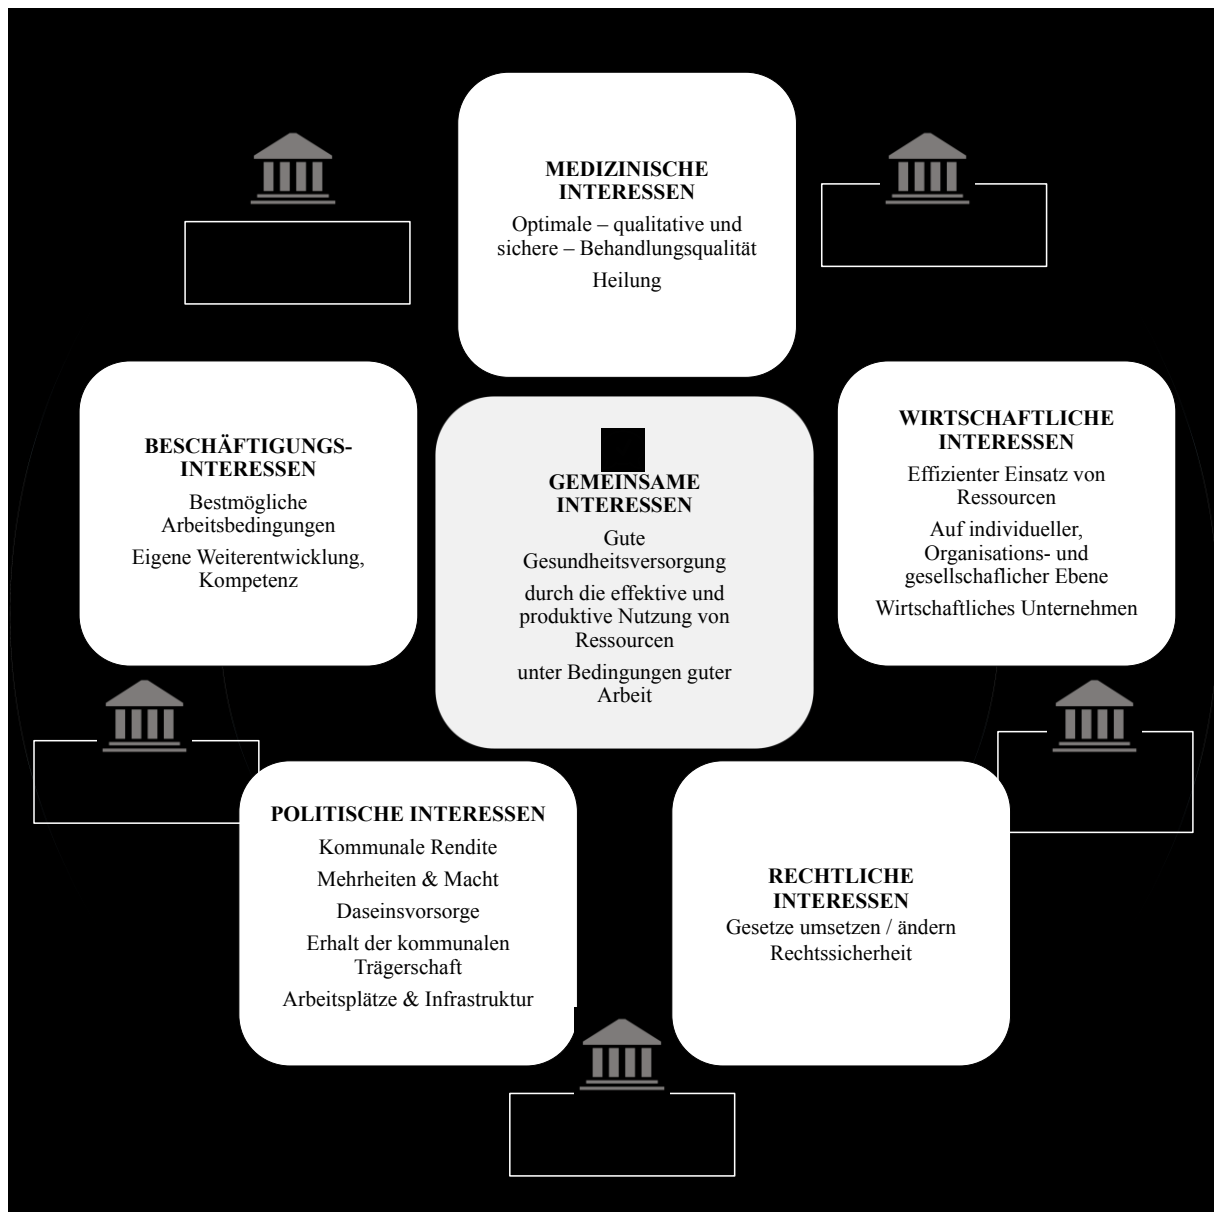 MEDIZINISCHE
INTERESSEN
Optimale – qualitative und
sichere – Behandlungsqualität
Heilung
BESCHÄFTIGUNGS-
INTERESSEN
Bestmögliche
Arbeitsbedingungen
Eigene Weiterentwicklung,
Kompetenz
GEMEINSAME
INTERESSEN
Gute
Gesundheitsversorgung
durch die effektive und
produktive Nutzung von
Ressourcen
unter Bedingungen guter
Arbeit
WIRTSCHAFTLICHE
INTERESSEN
Effizienter Einsatz von
Ressourcen
Auf individueller,
Organisations- und
gesellschaflicher Ebene
Wirtschaftliches Unternehmen
POLITISCHE INTERESSEN
Kommunale Rendite
Mehrheiten & Macht
Daseinsvorsorge
Erhalt der kommunalen
Trägerschaft
Arbeitsplätze & Infrastruktur
RECHTLICHE
INTERESSEN
Gesetze umsetzen / ändern
Rechtssicherheit